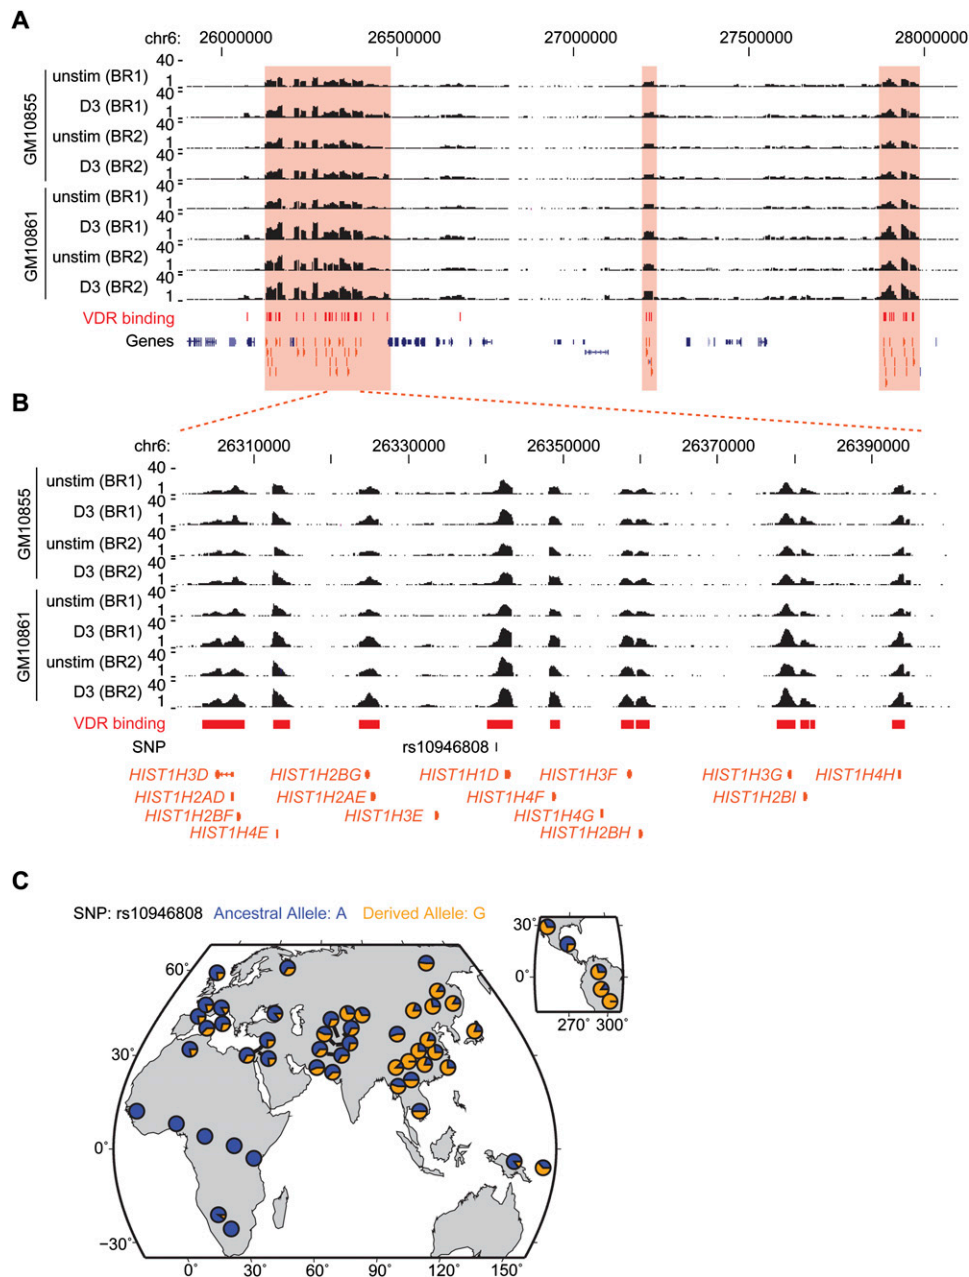 A
chr6: 26000000 26500000 27000000 27500000 28000000
40
unstim (BR1) 1
40
D3 (BR1) 1
40
unstim (BR2) 1
40
D3 (BR2) 1
GM10855
40
unstim (BR1) 1
40
D3 (BR1) 1
40
unstim (BR2) 1
40
D3 (BR2) 1
GM10861
VDR binding
Genes
B
chr6: 26310000 26330000 26350000 26370000 26390000
40
unstim (BR1) 1
40
D3 (BR1) 1
40
unstim (BR2) 1
40
D3 (BR2) 1
GM10855
40
unstim (BR1) 1
40
D3 (BR1) 1
40
unstim (BR2) 1
40
D3 (BR2) 1
GM10861
VDR binding
SNP rs10946808
HIST1H3D HIST1H2BG HIST1H1D HIST1H3F HIST1H3G HIST1H4H
HIST1H2AD HIST1H2AE HIST1H4F HIST1H2BI
HIST1H2BF HIST1H3E HIST1H4G
HIST1H4E HIST1H2BH
C
SNP: rs10946808 Ancestral Allele: A Derived Allele: G
60°
30°
0°
−30°
0° 30° 60° 90° 120° 150°
30°
0°
270° 300°